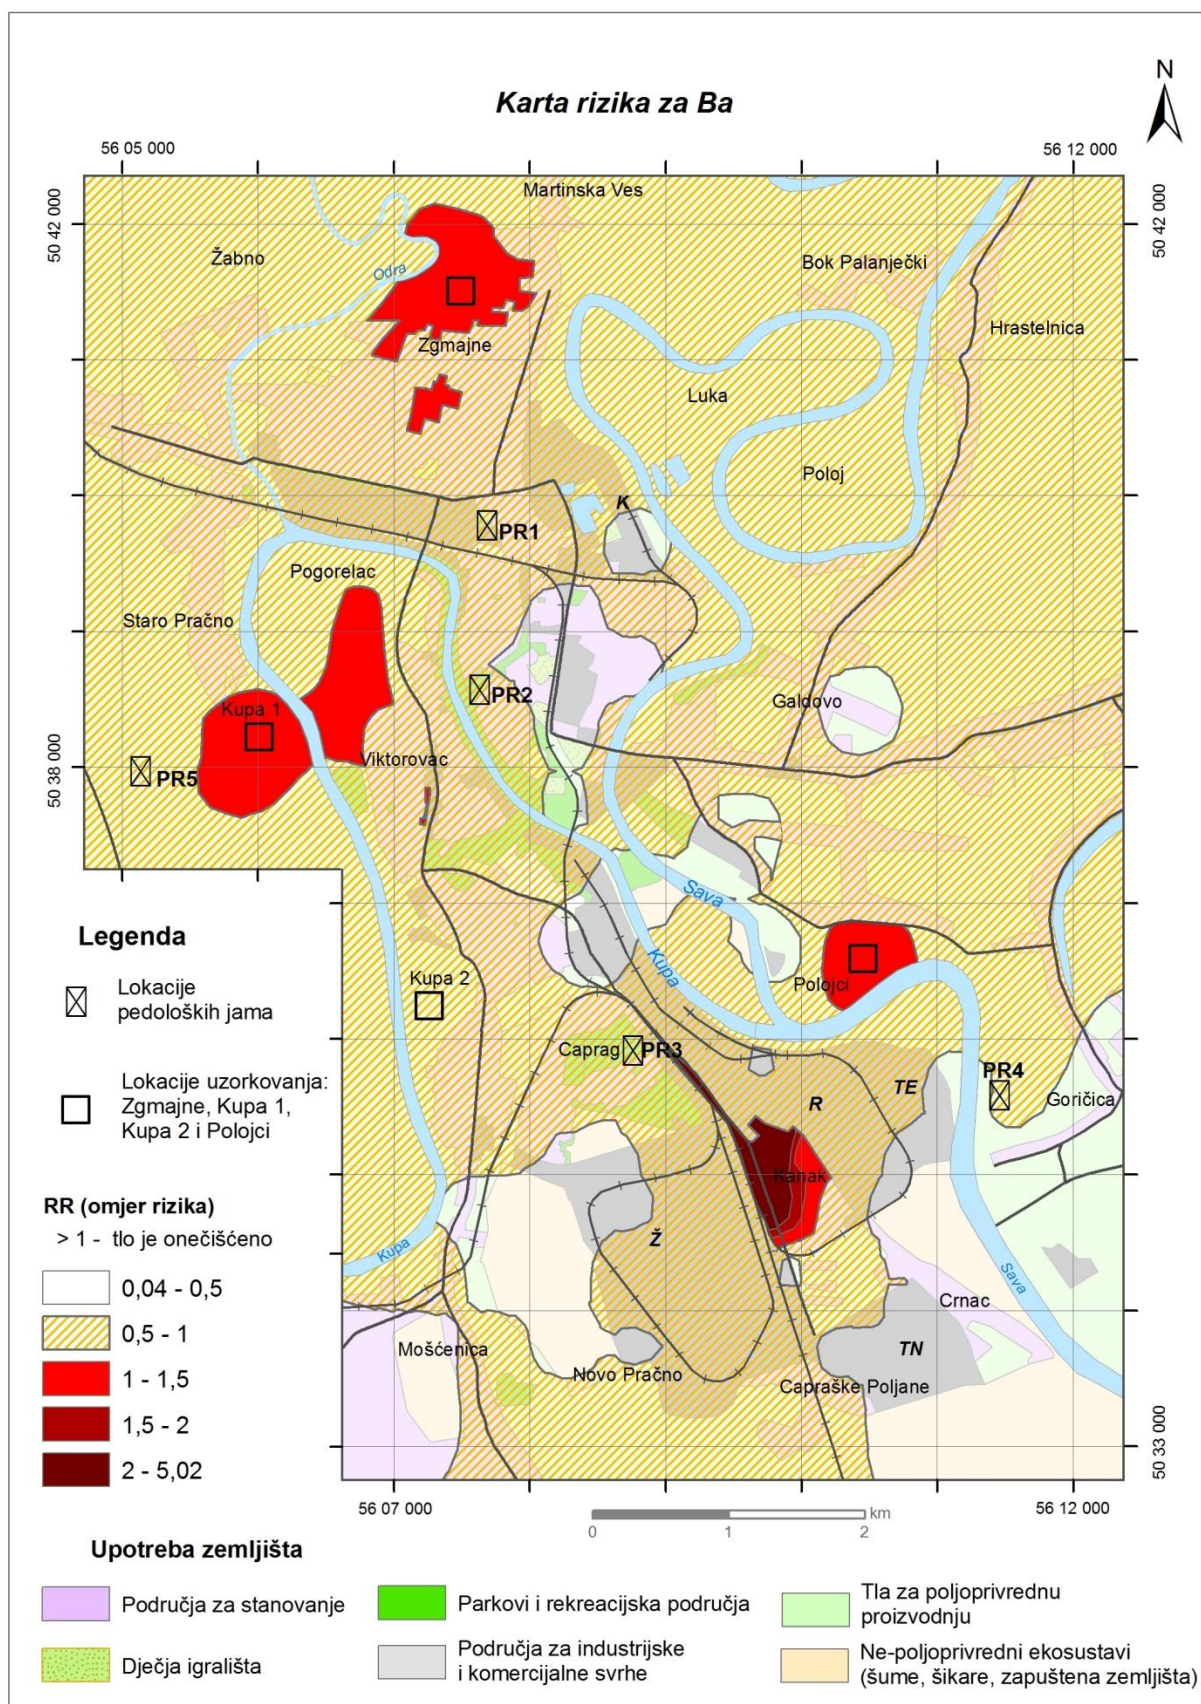 N
Karta rizika za Ba
56 05 000
56 12 000
50 42 000
50 42 000
Martinska Ves
Žabno
Odra
Bok Palanječki
Hrastelnica
Zgmajne
Luka
Poloj
K
PR1
Pogorelac
Staro Pračno
PR2
Galdovo
Kupa 1
Viktorovac
PR5
50 38 000
50 38 000
Sava
Kupa
Kupa 2
Polojci
Caprag
PR3
PR4
TE
R
Goričica
Kanak
Ž
Kupa
Sava
Crnac
Mošćenica
TN
Novo Pračno
Capraške Poljane
50 33 000
56 07 000
56 12 000
km
0
1
2
Legenda
Lokacije
pedoloških jama
Lokacije uzorkovanja:
Zgmajne, Kupa 1,
Kupa 2 i Polojci
RR (omjer rizika)
> 1 - tlo je onečišćeno
0,04 - 0,5
0,5 - 1
1 - 1,5
1,5 - 2
2 - 5,02
Upotreba zemljišta
Područja za stanovanje
Dječja igrališta
Parkovi i rekreacijska područja
Područja za industrijske
i komercijalne svrhe
Tla za poljoprivrednu
proizvodnju
Ne-poljoprivredni ekosustavi
(šume, šikare, zapuštena zemljišta)